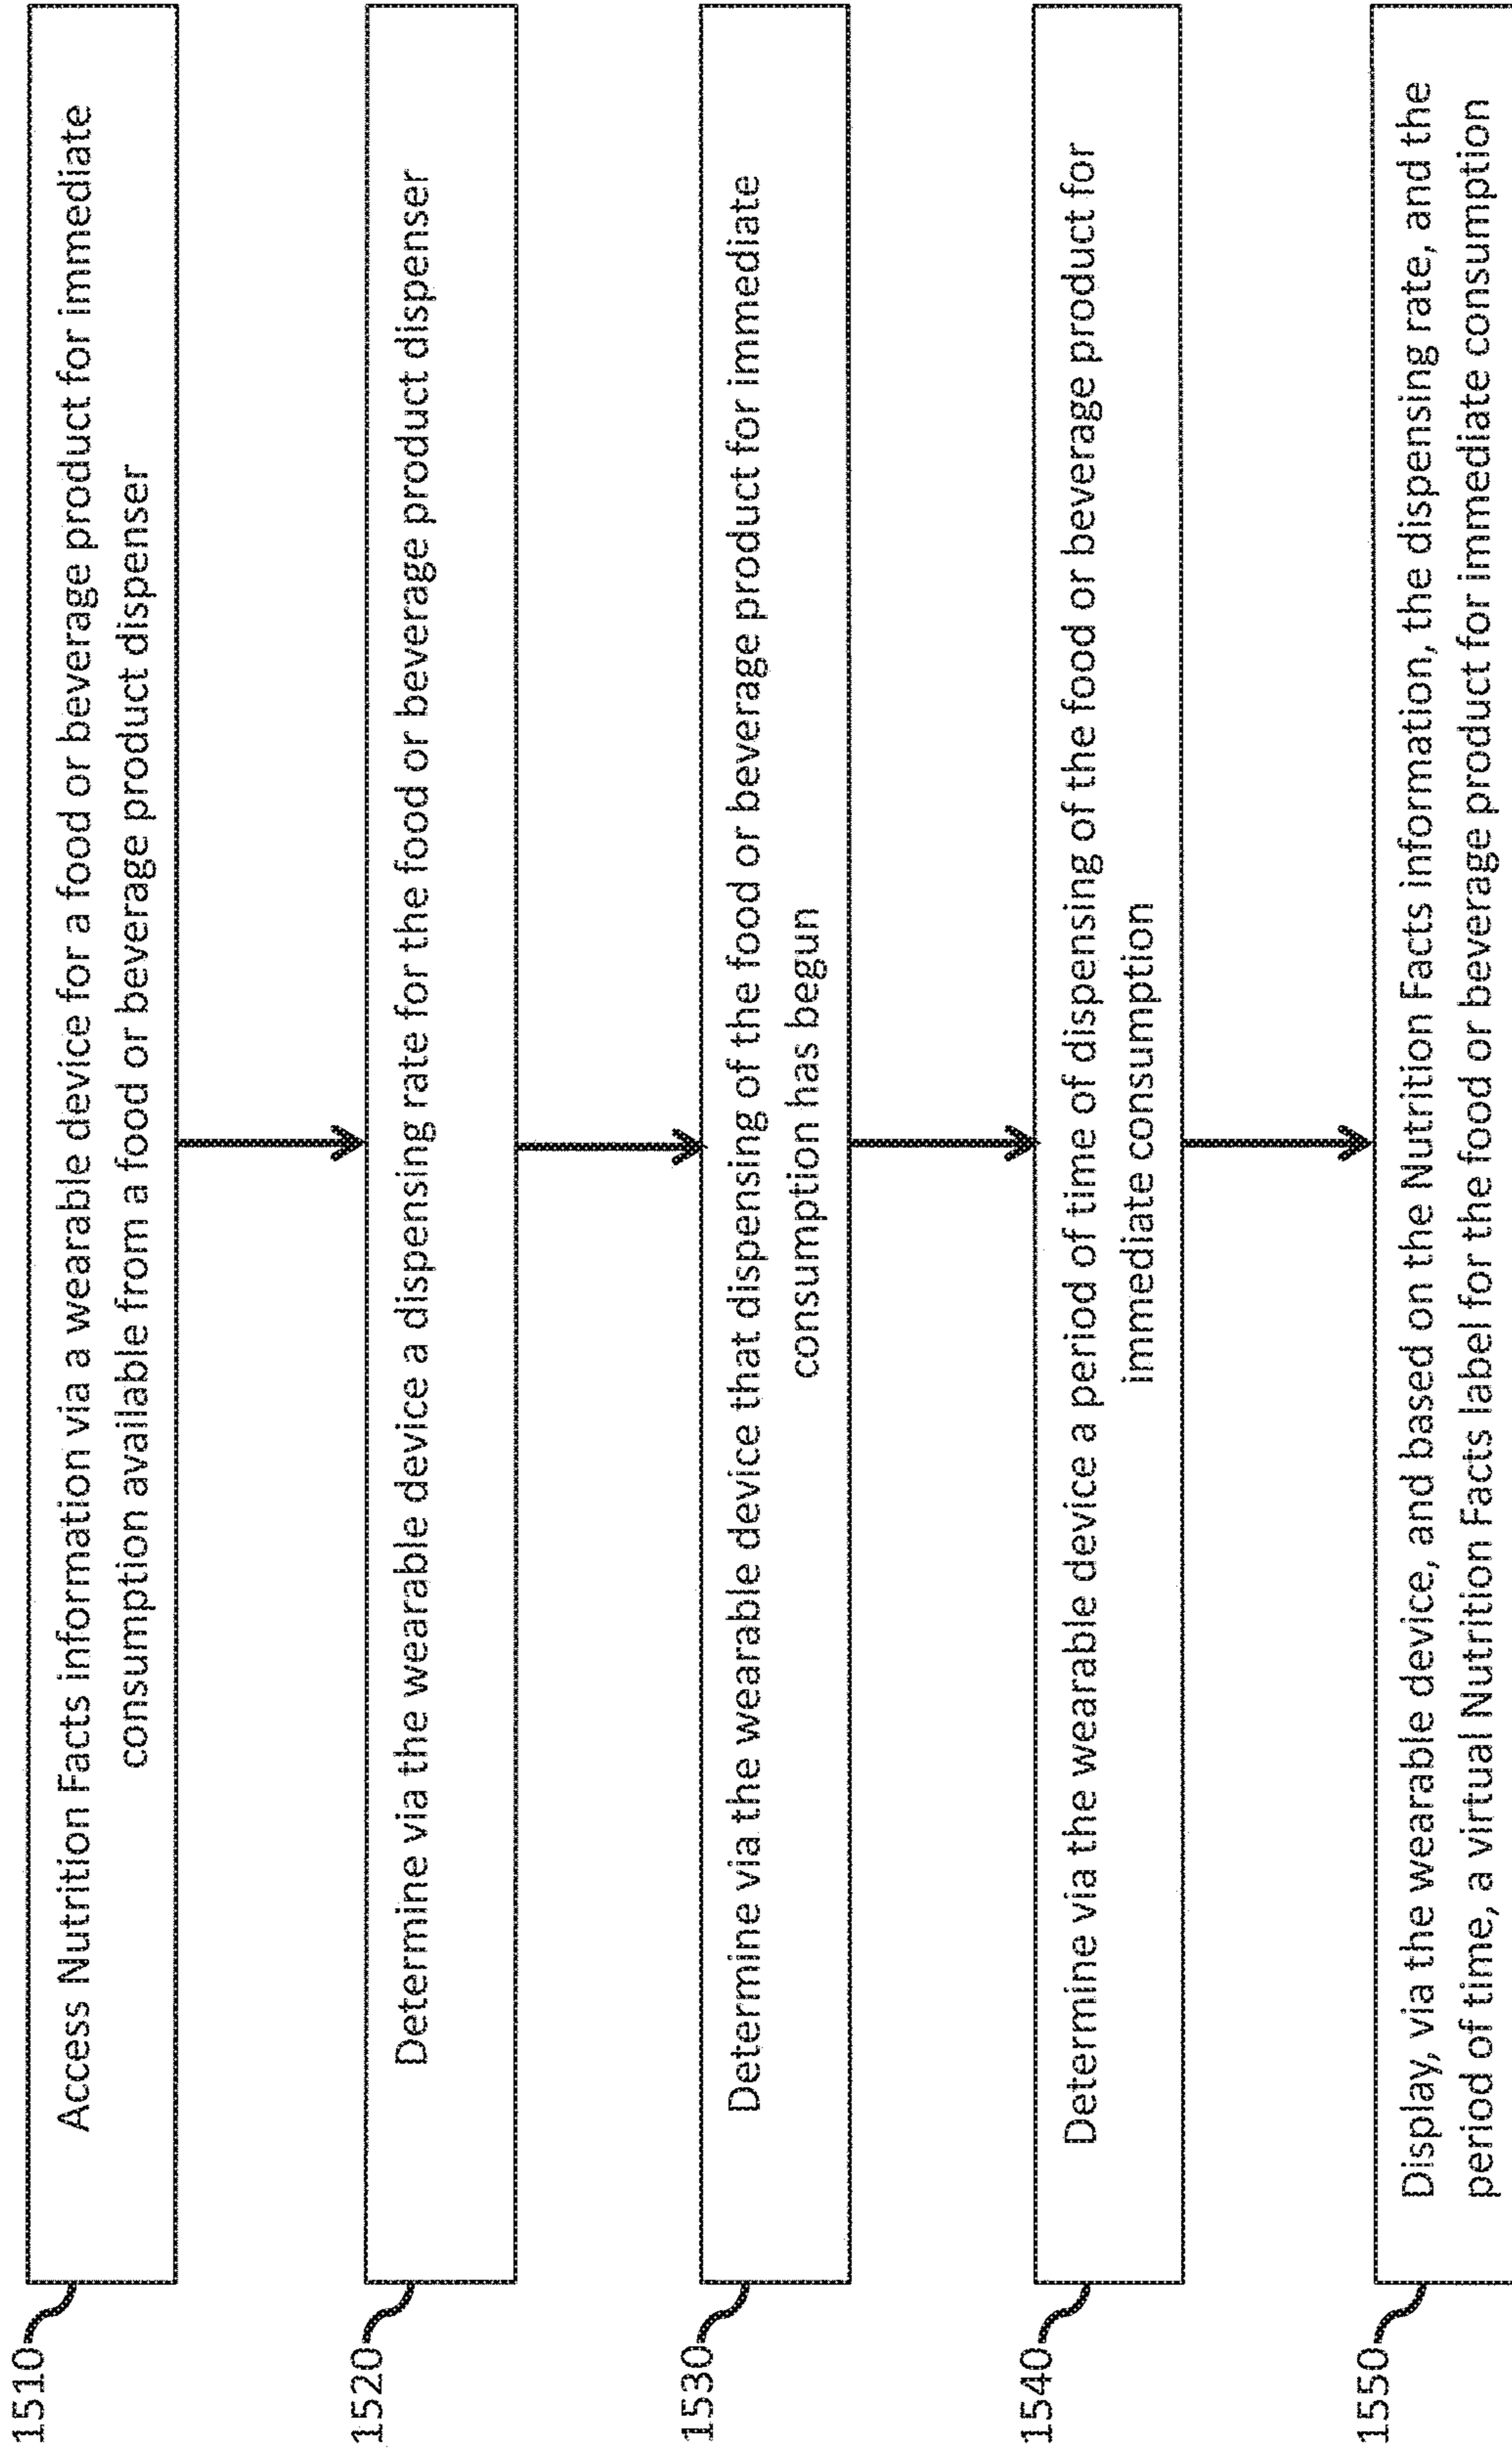 1510
Access Nutrition Facts information via a wearable device for a food or beverage product for immediate
consumption available from a food or beverage product dispenser
1520
Determine via the wearable device a dispensing rate for the food or beverage product dispenser
1530
Determine via the wearable device that dispensing of the food or beverage product for immediate
consumption has begun
1540
Determine via the wearable device a period of time of dispensing of the food or beverage product for
immediate consumption
1550
Display, via the wearable device, and based on the Nutrition Facts information, the dispensing rate, and the
period of time, a virtual Nutrition Facts label for the food or beverage product for immediate consumption